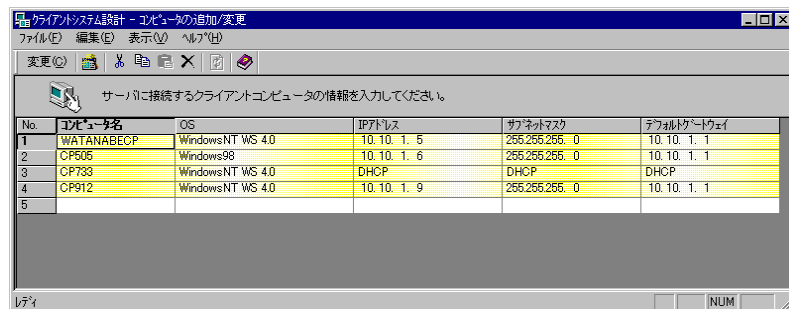 クライアントシステム設計 - コンピュータの追加/変更
ファイル(F) 編集(E) 表示(V) ヘルプ(H)
変更(C)
サーバに接続するクライアントコンピュータの情報を入力してください。
No. コンピュータ名 OS IPアドレス サブネットマスク デフォルトゲートウェイ
1 WATANABECP WindowsNT WS 4.0 10. 10. 1. 5 255.255.255. 0 10. 10. 1. 1
2 CP505 Windows98 10. 10. 1. 6 255.255.255. 0 10. 10. 1. 1
3 CP733 WindowsNT WS 4.0 DHCP DHCP DHCP
4 CP912 WindowsNT WS 4.0 10. 10. 1. 9 255.255.255. 0 10. 10. 1. 1
5
レディ NUM